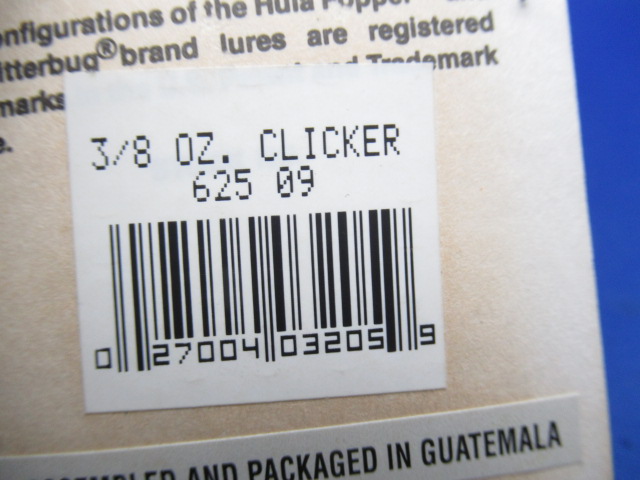 onfigurations of the Hula Popper
itterbug® brand lures are registered
marks and Trademark
e.
3/8 OZ. CLICKER
625 09
0 27004 03205 9
ASSEMBLED AND PACKAGED IN GUATEMALA